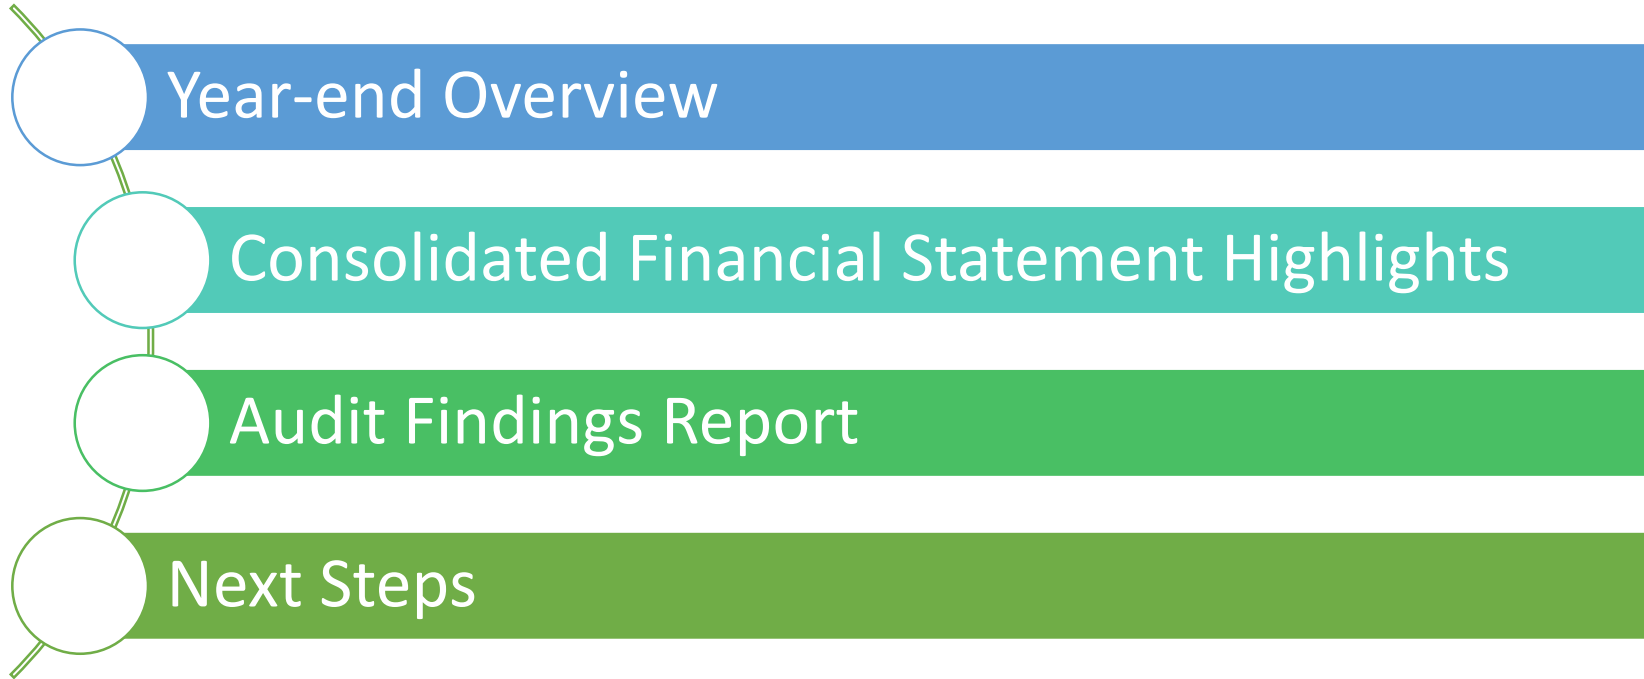 Year-end Overview
Consolidated Financial Statement Highlights
Audit Findings Report
Next Steps